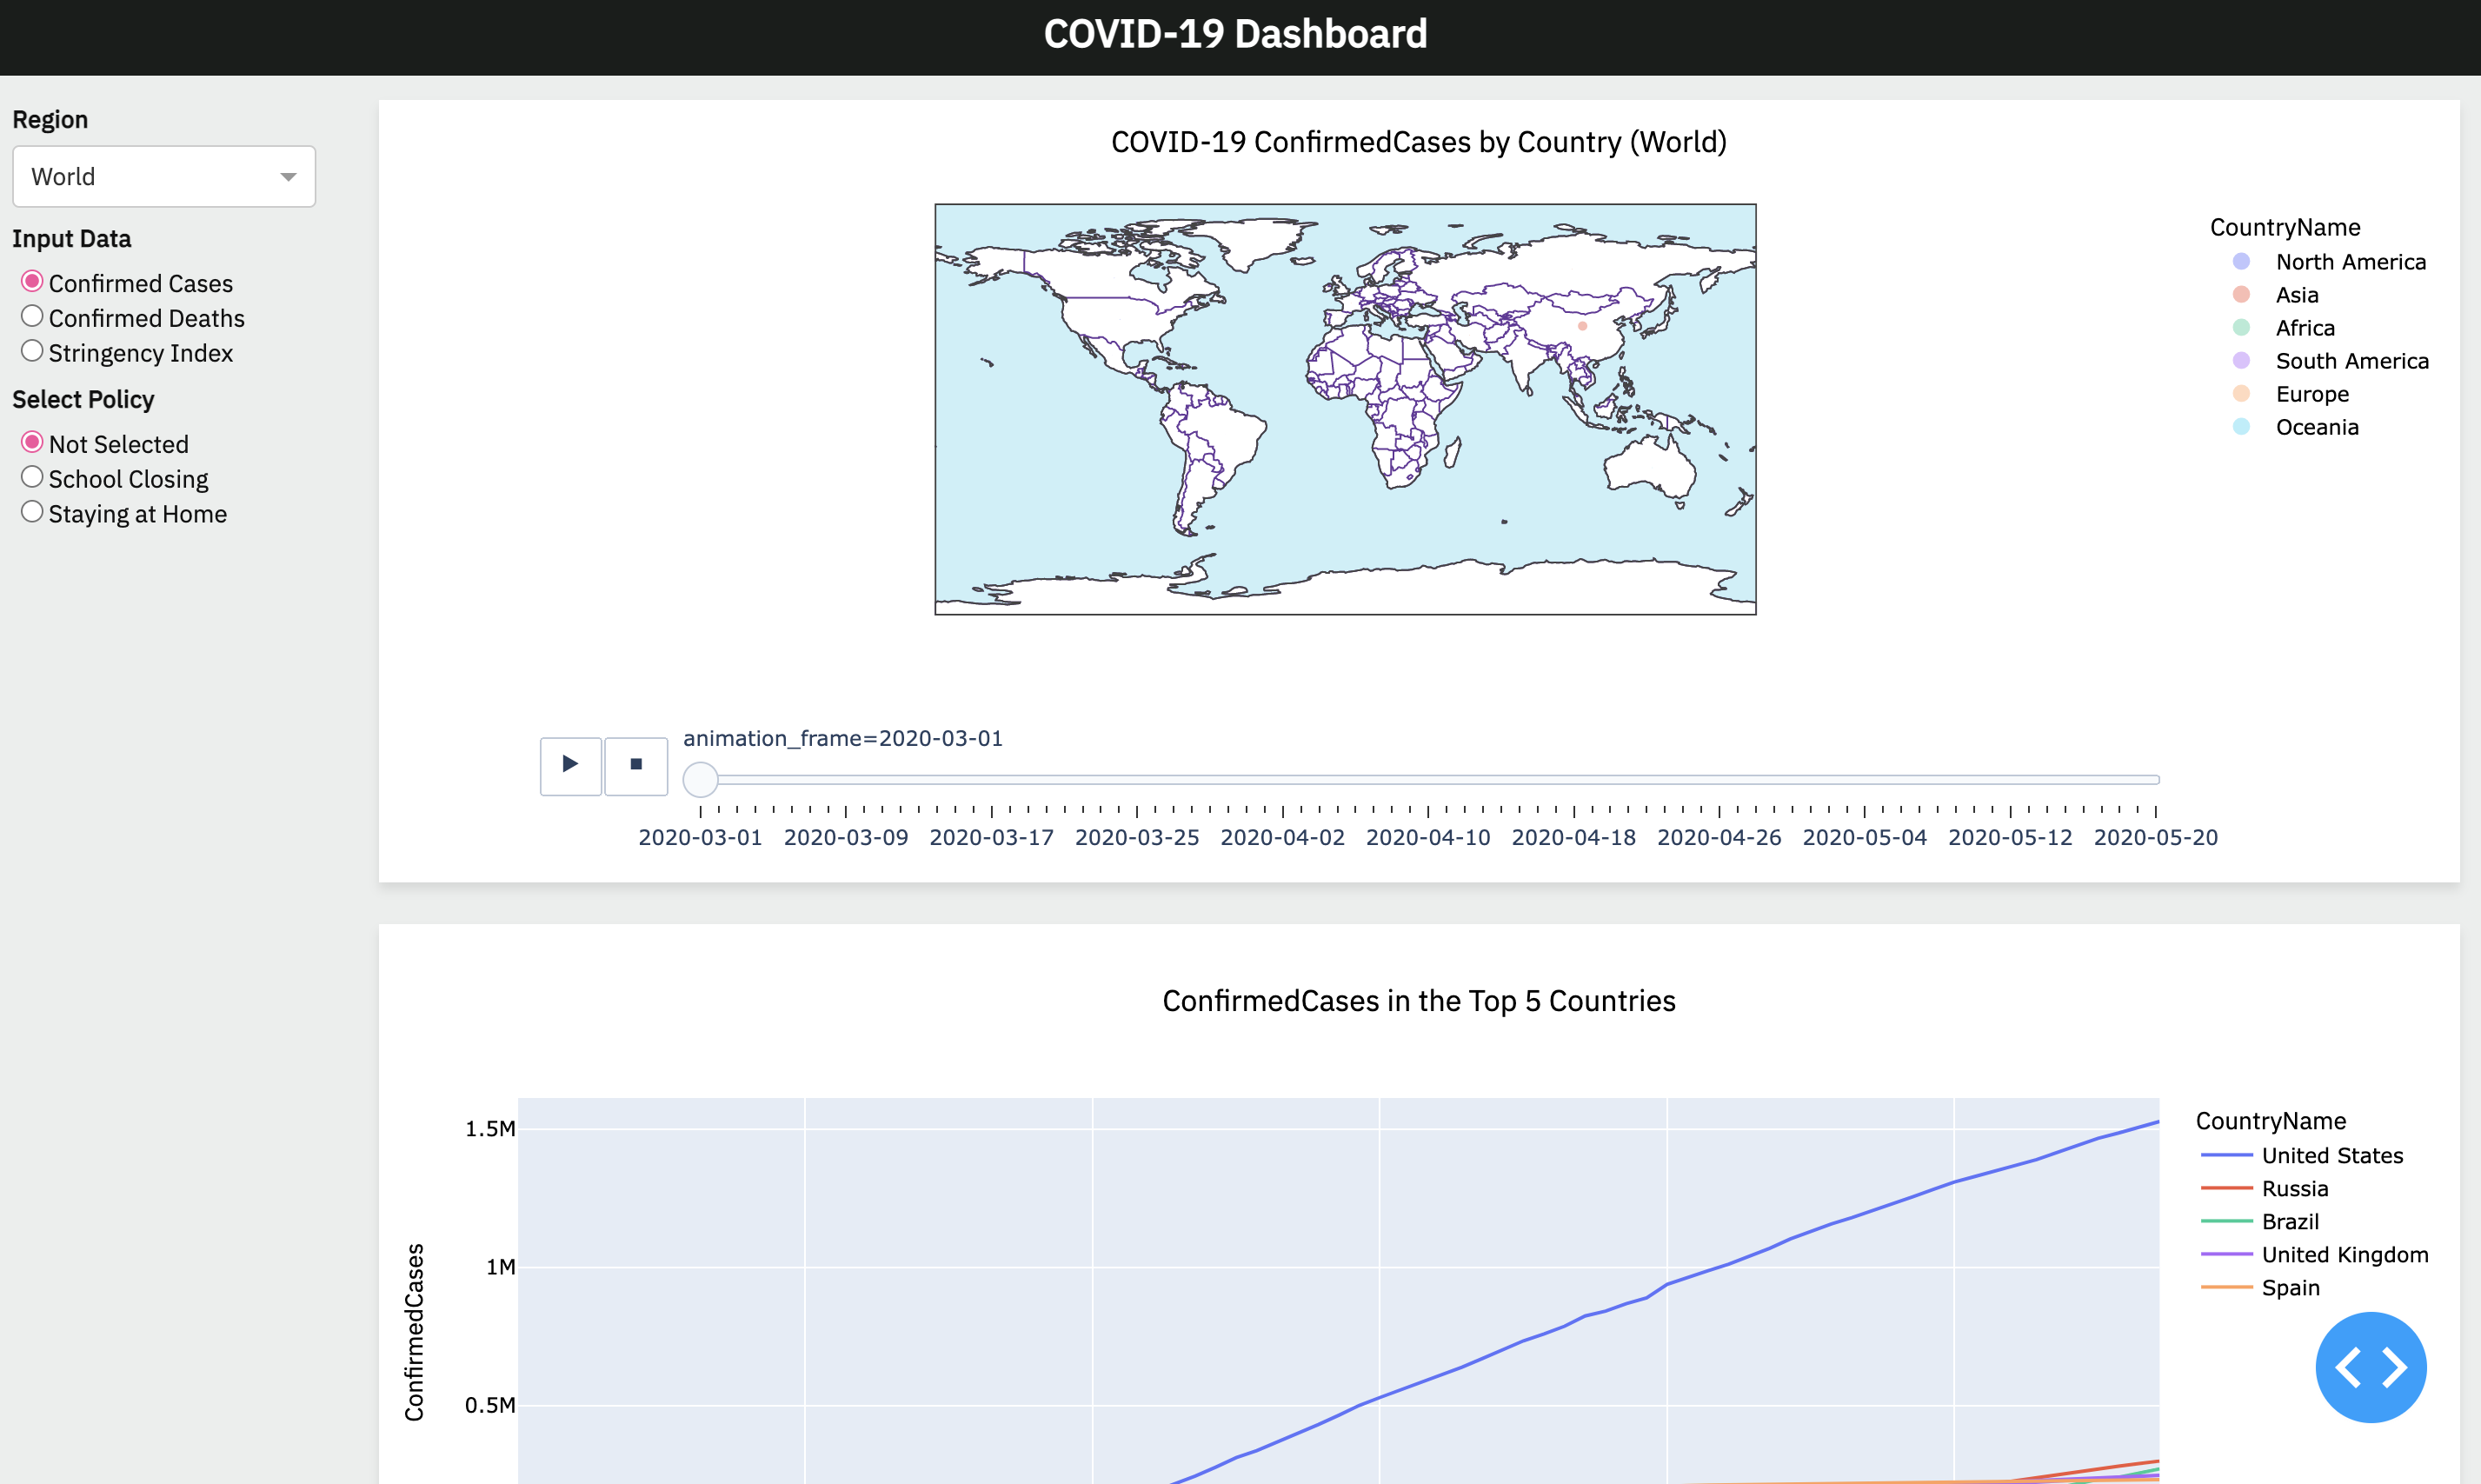 COVID-19 Dashboard
Region
World
Input Data
Confirmed Cases
Confirmed Deaths
Stringency Index
Select Policy
Not Selected
School Closing
Staying at Home
COVID-19 ConfirmedCases by Country (World)
CountryName
North America
Asia
Africa
South America
Europe
Oceania
animation_frame=2020-03-01
2020-03-01 2020-03-09 2020-03-17 2020-03-25 2020-04-02 2020-04-10 2020-04-18 2020-04-26 2020-05-04 2020-05-12 2020-05-20
ConfirmedCases in the Top 5 Countries
1.5M
1M
0.5M
ConfirmedCases
CountryName
United States
Russia
Brazil
United Kingdom
Spain